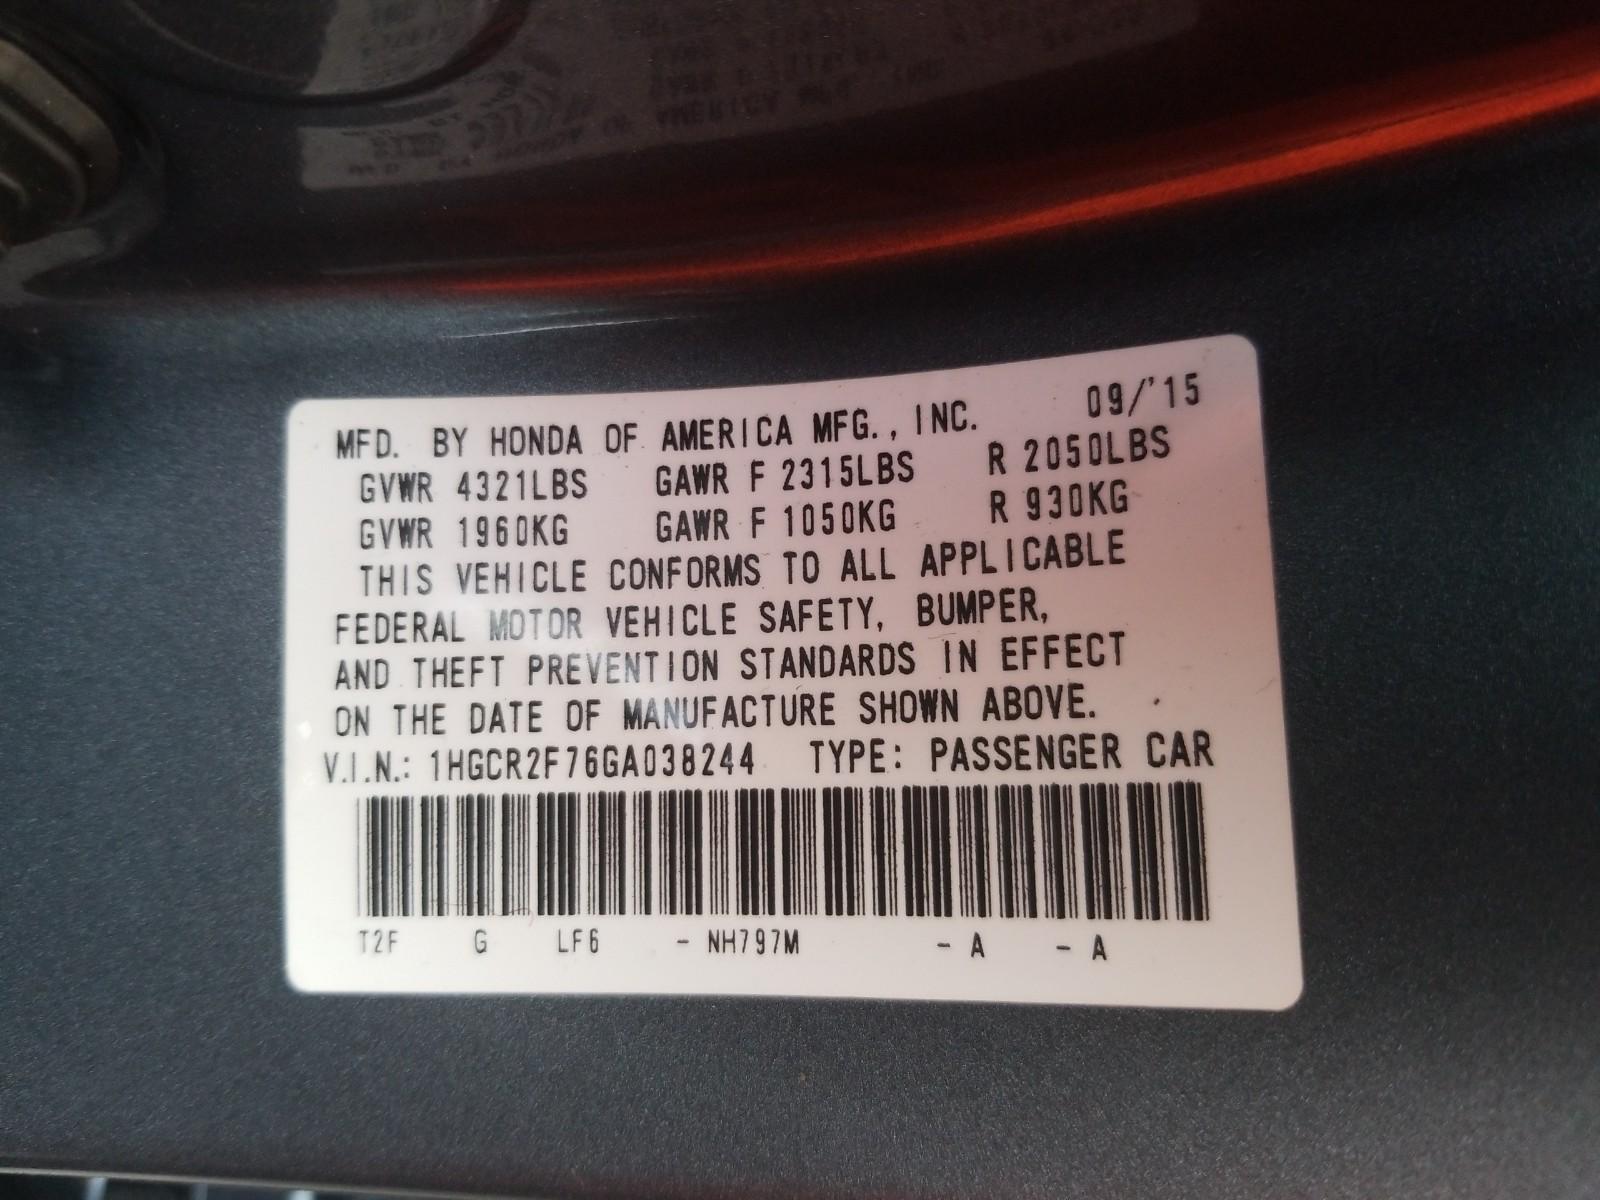 MFD. BY HONDA OF AMERICA MFG., INC. 09/'15
GVWR 4321LBS GAWR F 2315LBS R 2050LBS
GVWR 1960KG GAWR F 1050KG R 930KG
THIS VEHICLE CONFORMS TO ALL APPLICABLE
FEDERAL MOTOR VEHICLE SAFETY, BUMPER,
AND THEFT PREVENTION STANDARDS IN EFFECT
ON THE DATE OF MANUFACTURE SHOWN ABOVE.
V.I.N.: 1HGCR2F76GA038244 TYPE: PASSENGER CAR
T2F G LF6 - NH797M - A - A